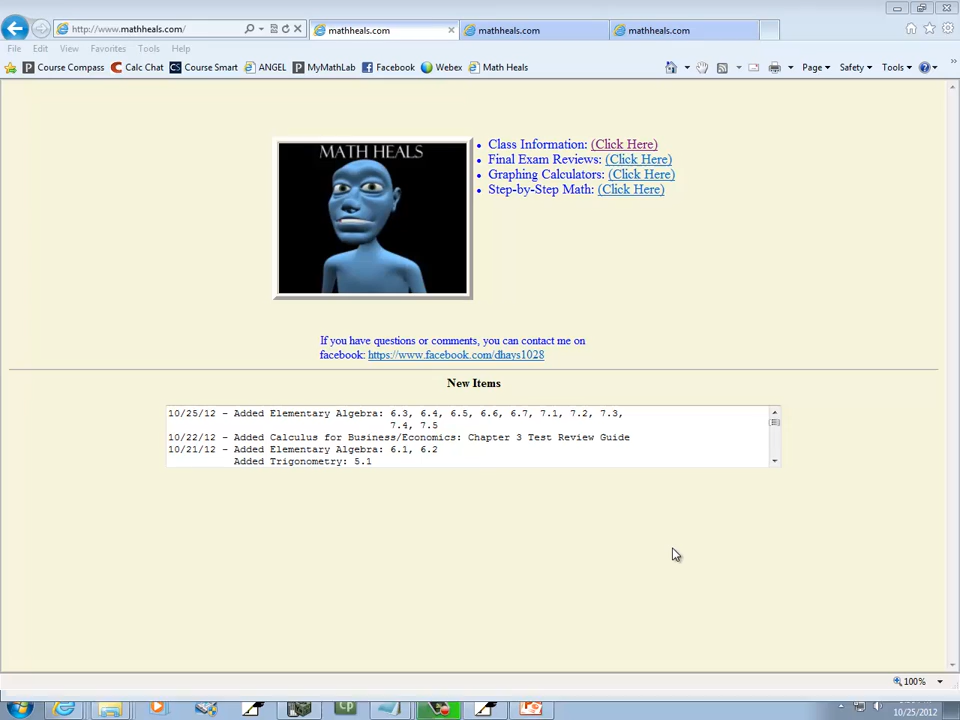 http://www.mathheals.com/
mathheals.com
mathheals.com
mathheals.com
File Edit View Favorites Tools Help
Course Compass Calc Chat Course Smart ANGEL MyMathLab Facebook Webex Math Heals
Page Safety Tools
MATH HEALS
• Class Information: (Click Here)
• Final Exam Reviews: (Click Here)
• Graphing Calculators: (Click Here)
• Step-by-Step Math: (Click Here)
If you have questions or comments, you can contact me on
facebook: https://www.facebook.com/dhays1028
New Items
10/25/12 - Added Elementary Algebra: 6.3, 6.4, 6.5, 6.6, 6.7, 7.1, 7.2, 7.3,
7.4, 7.5
10/22/12 - Added Calculus for Business/Economics: Chapter 3 Test Review Guide
10/21/12 - Added Elementary Algebra: 6.1, 6.2
Added Trigonometry: 5.1
100%
10/25/2012